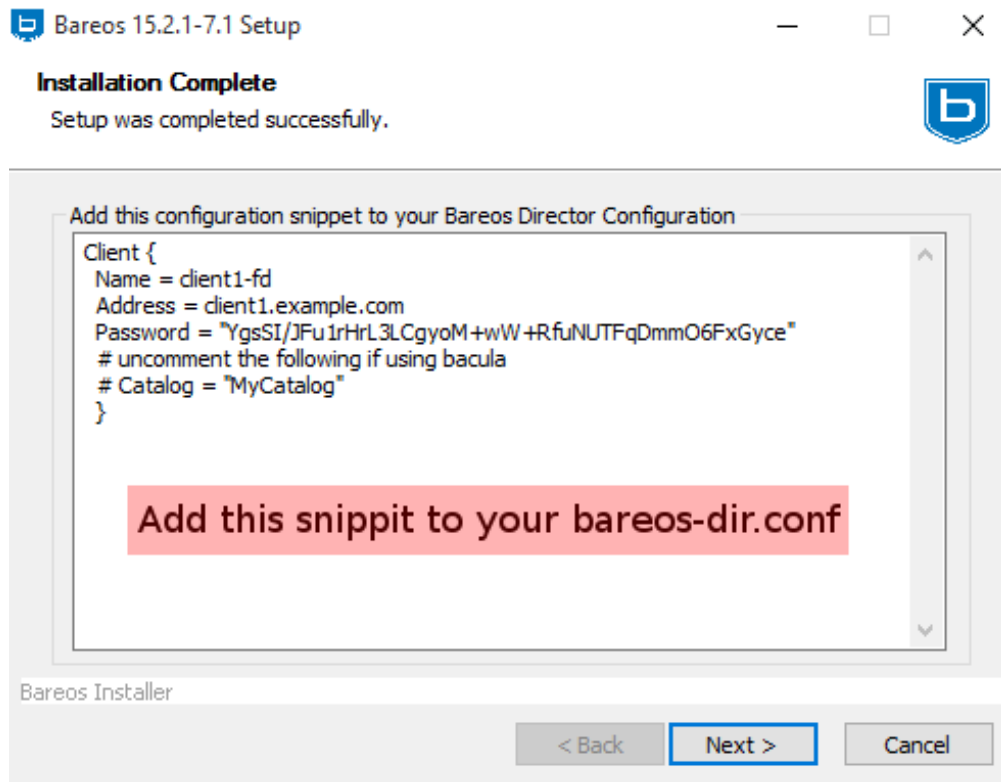 Bareos 15.2.1-7.1 Setup
Installation Complete
Setup was completed successfully.
Add this configuration snippet to your Bareos Director Configuration
Client {
Name = client1-fd
Address = client1.example.com
Password = "YgsSI/JFu1rHrL3LCgyoM+wW+RfuNUTFqDmmO6FxGyce"
# uncomment the following if using bacula
# Catalog = "MyCatalog"
}
Add this snippit to your bareos-dir.conf
Bareos Installer
< Back
Next >
Cancel